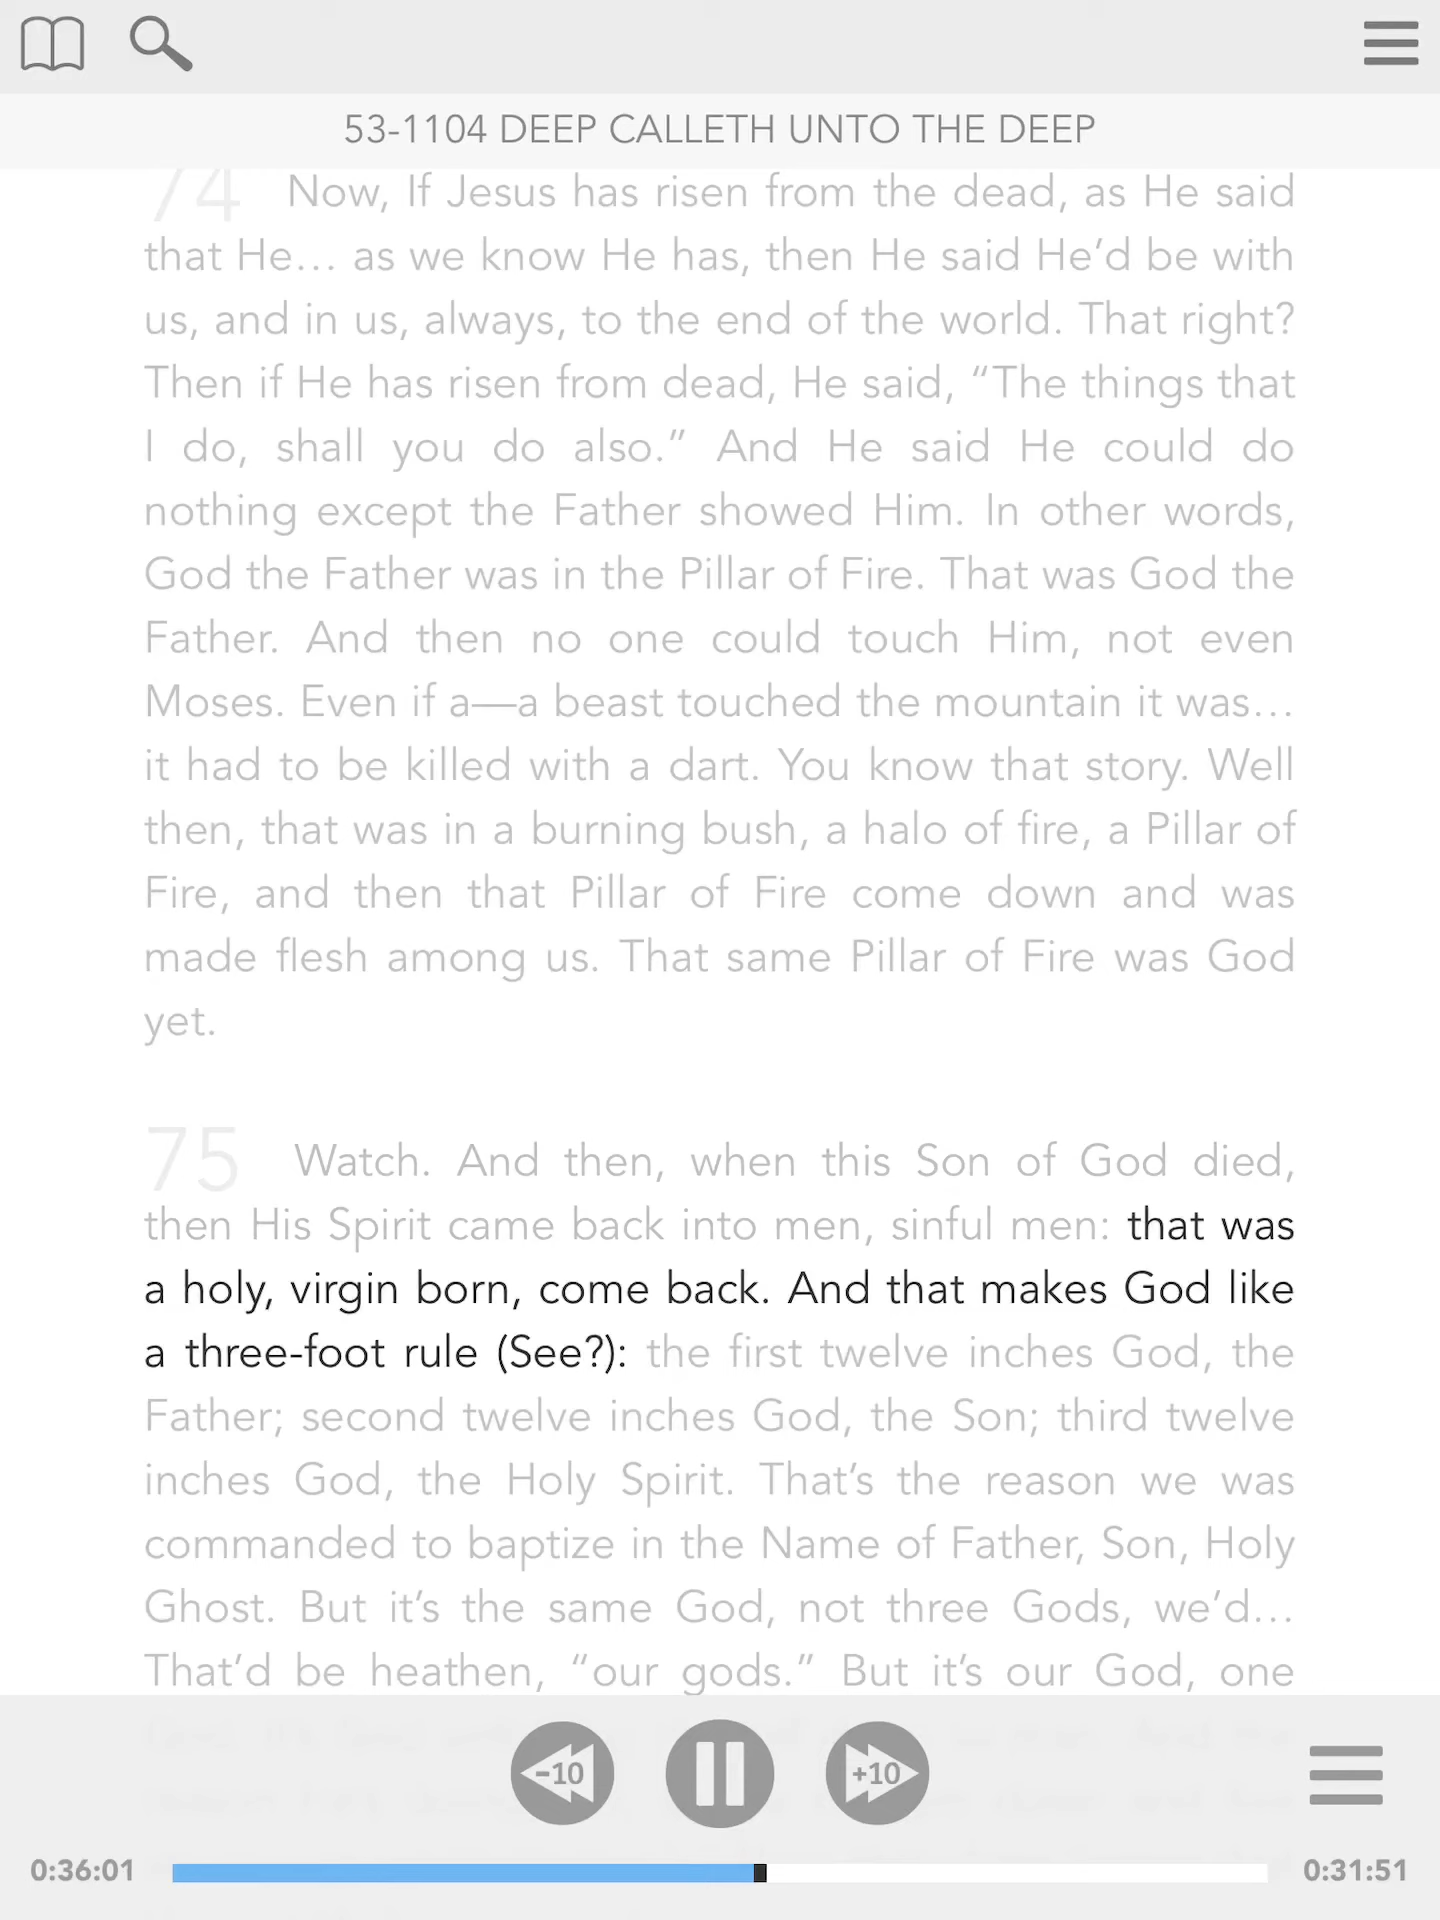 53-1104 DEEP CALLETH UNTO THE DEEP
74 Now, If Jesus has risen from the dead, as He said
that He… as we know He has, then He said He’d be with
us, and in us, always, to the end of the world. That right?
Then if He has risen from dead, He said, “The things that
I do, shall you do also.” And He said He could do
nothing except the Father showed Him. In other words,
God the Father was in the Pillar of Fire. That was God the
Father. And then no one could touch Him, not even
Moses. Even if a—a beast touched the mountain it was…
it had to be killed with a dart. You know that story. Well
then, that was in a burning bush, a halo of fire, a Pillar of
Fire, and then that Pillar of Fire come down and was
made flesh among us. That same Pillar of Fire was God
yet.
75 Watch. And then, when this Son of God died,
then His Spirit came back into men, sinful men: that was
a holy, virgin born, come back. And that makes God like
a three-foot rule (See?): the first twelve inches God, the
Father; second twelve inches God, the Son; third twelve
inches God, the Holy Spirit. That’s the reason we was
commanded to baptize in the Name of Father, Son, Holy
Ghost. But it’s the same God, not three Gods, we’d…
That’d be heathen, “our gods.” But it’s our God, one
-10 +10
0:36:01 0:31:51